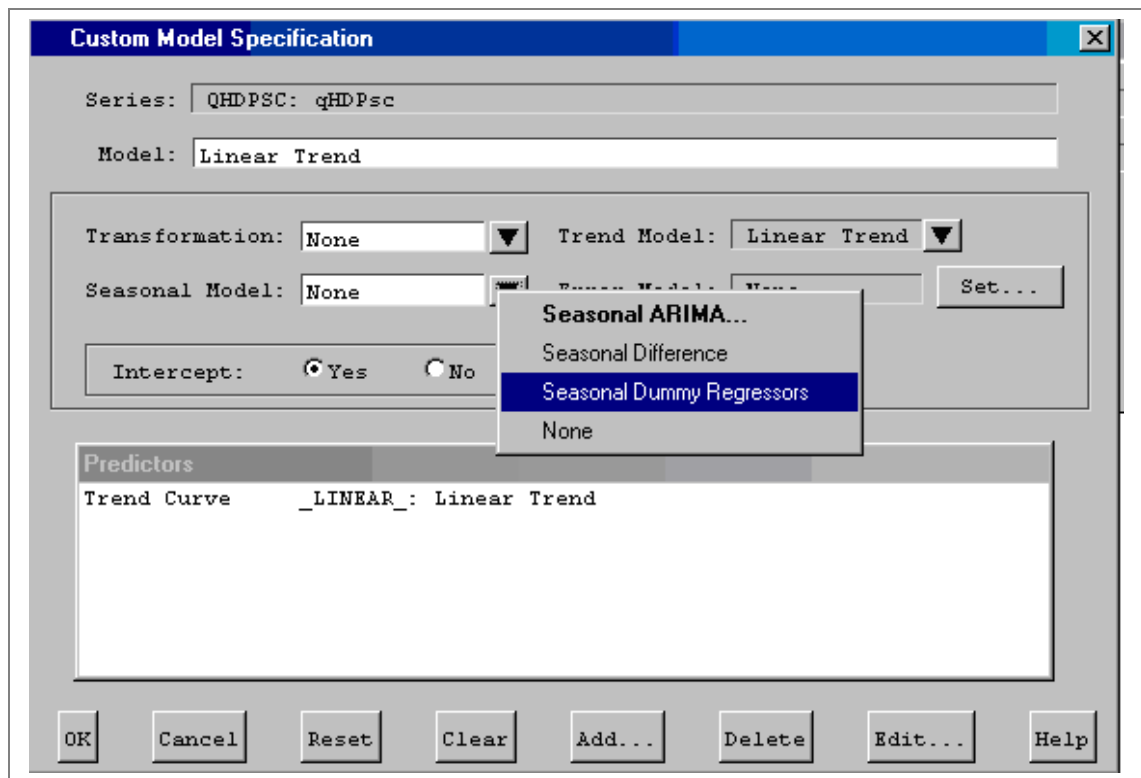 Custom Model Specification
Series: QHDPSC: qHDPsc
Model: Linear Trend
Transformation: None Trend Model: Linear Trend
Seasonal Model: None Set...
Seasonal ARIMA...
Seasonal Difference
Intercept: Yes No
Seasonal Dummy Regressors
None
Predictors
Trend Curve _LINEAR_: Linear Trend
OK Cancel Reset Clear Add... Delete Edit... Help